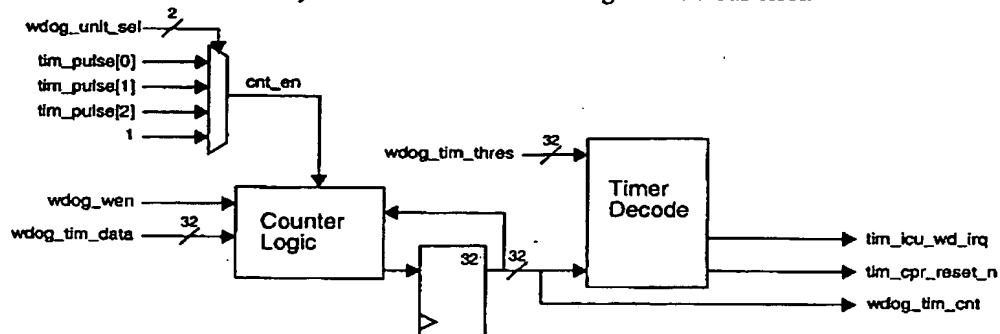 2
wdog_unit_sel
tim_pulse[0]
tim_pulse[1]
tim_pulse[2]
1
cnt_en
wdog_tim_thres
32
Timer
Decode
wdog_wen
wdog_tim_data
32
Counter
Logic
32
32
tim_icu_wd_irq
tim_cpr_reset_n
wdog_tim_cnt